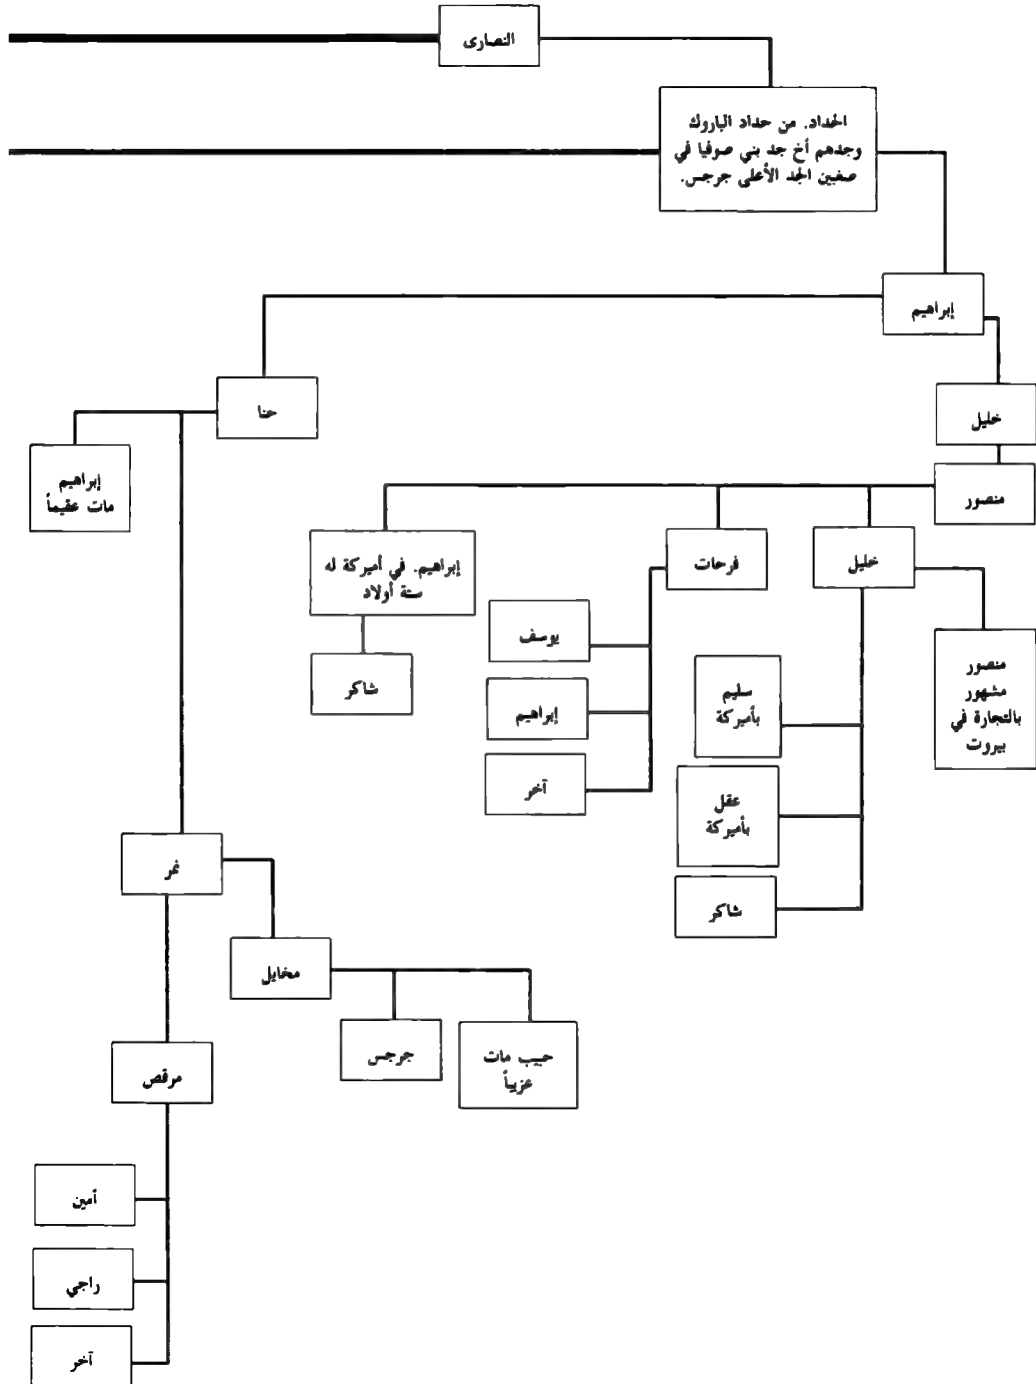 النصارى
الحداد. من حداد الباروك
وجدهم أخ جد بني صوفيا في
صغبين الجد الأعلى جرجس.
إبراهيم
خليل
حنا
منصور
إبراهيم
مات عقيماً
خليل
فرحات
إبراهيم. في أميركة له
ستة أولاد
منصور
مشهور
بالتجارة في
بيروت
سليم
بأميركة
عقل
بأميركة
شاكر
يوسف
إبراهيم
آخر
شاكر
نمر
مخايل
حبيب مات
عزيباً
جرجس
مرقص
أمين
راجي
آخر